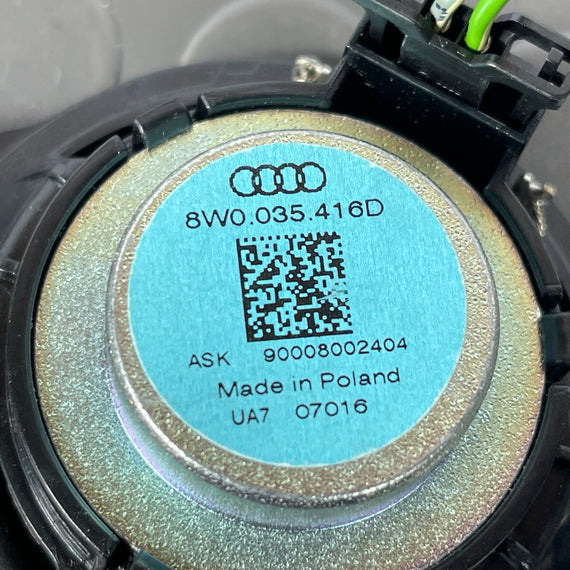 8W0.035.416D
ASK 90008002404
Made in Poland
UA7 07016